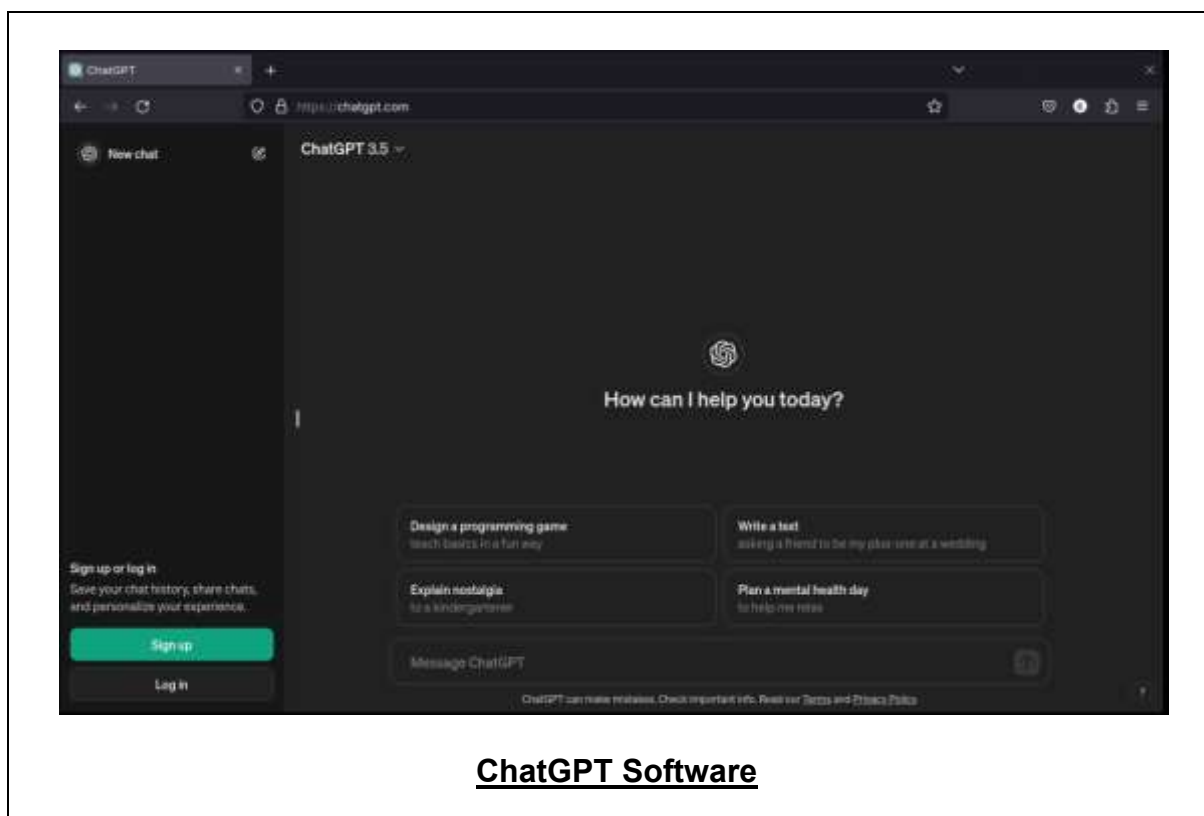 ChatGPT
https://chatgpt.com
New chat
ChatGPT 3.5
How can I help you today?
Design a programming game
teach basics in a fun way
Write a text
asking a friend to be my plus-one at a wedding
Explain nostalgia
to a kindergartener
Plan a mental health day
to help me relax
Sign up or log in
Save your chat history, share chats,
and personalize your experience.
Sign up
Log in
Message ChatGPT
ChatGPT can make mistakes. Check important info. Read our Terms and Privacy Policy
ChatGPT Software